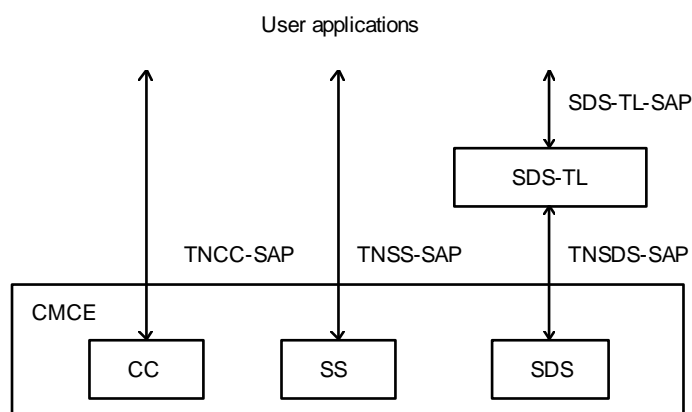 User applications
SDS-TL-SAP
SDS-TL
TNCC-SAP
TNSS-SAP
TNSDS-SAP
CMCE
CC
SS
SDS